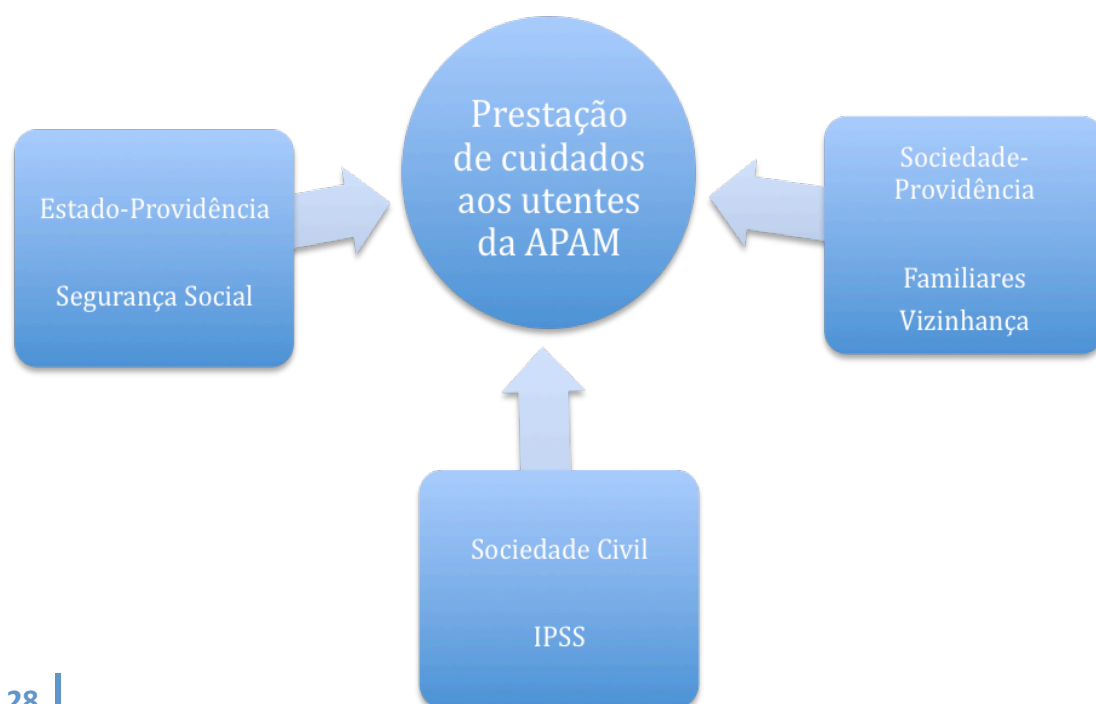 Prestação
de cuidados
aos utentes
da APAM
Estado-Providência
Segurança Social
Sociedade-
Providência
Familiares
Vizinhança
Sociedade Civil
IPSS
28